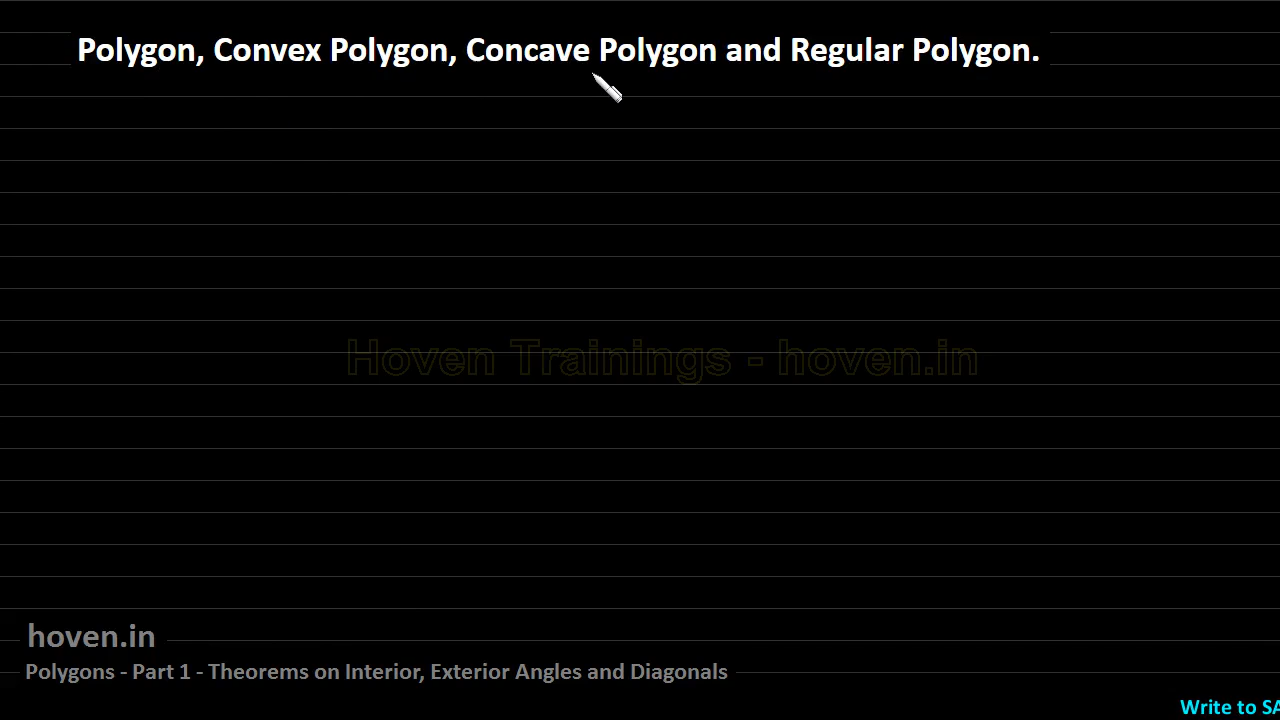 Polygon, Convex Polygon, Concave Polygon and Regular Polygon.
Hoven Trainings - hoven.in
hoven.in
Polygons - Part 1 - Theorems on Interior, Exterior Angles and Diagonals
Write to